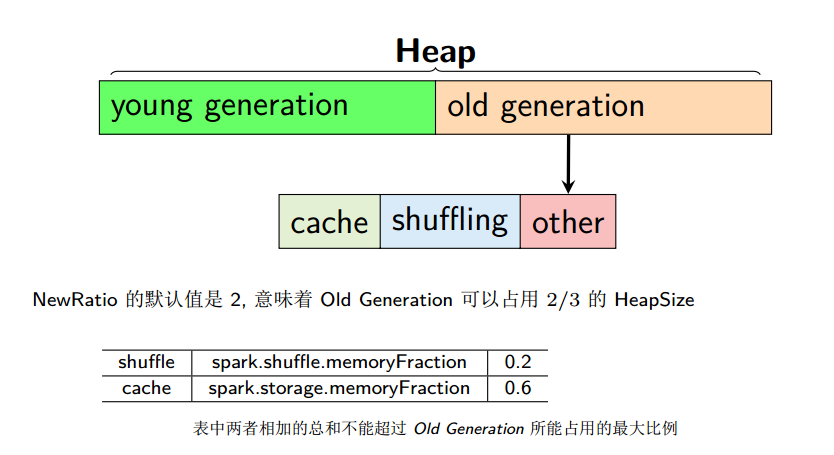 Heap
young generation old generation
cache shuffling other
NewRatio 的默认值是 2, 意味着 Old Generation 可以占用 2/3 的 HeapSize
shuffle spark.shuffle.memoryFraction 0.2
cache spark.storage.memoryFraction 0.6
表中两者相加的总和不能超过 Old Generation 所能占用的最大比例